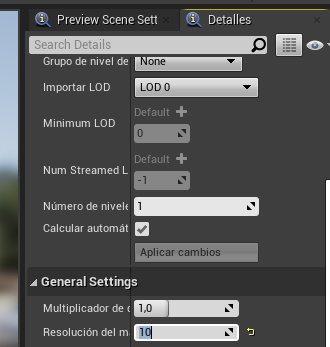 Preview Scene Sett
Detalles
Search Details
Grupo de nivel de
None
Importar LOD
LOD 0
Minimum LOD
Default
0
Num Streamed L
Default
-1
Número de nivele
1
Calcular automát
Aplicar cambios
General Settings
Multiplicador de
1,0
Resolución del ma
10